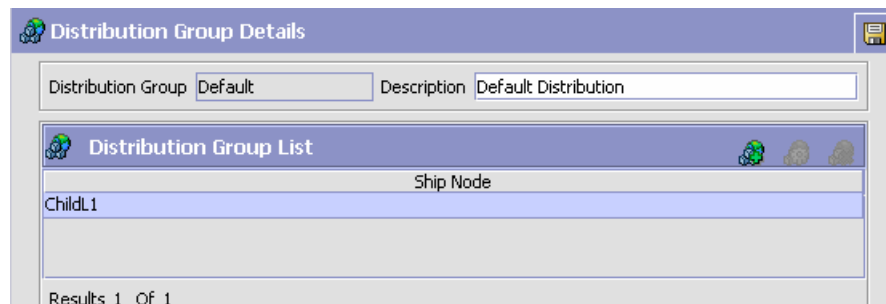 Distribution Group Details
Distribution Group Default Description Default Distribution
Distribution Group List
Ship Node
ChildL1
Results 1 Of 1